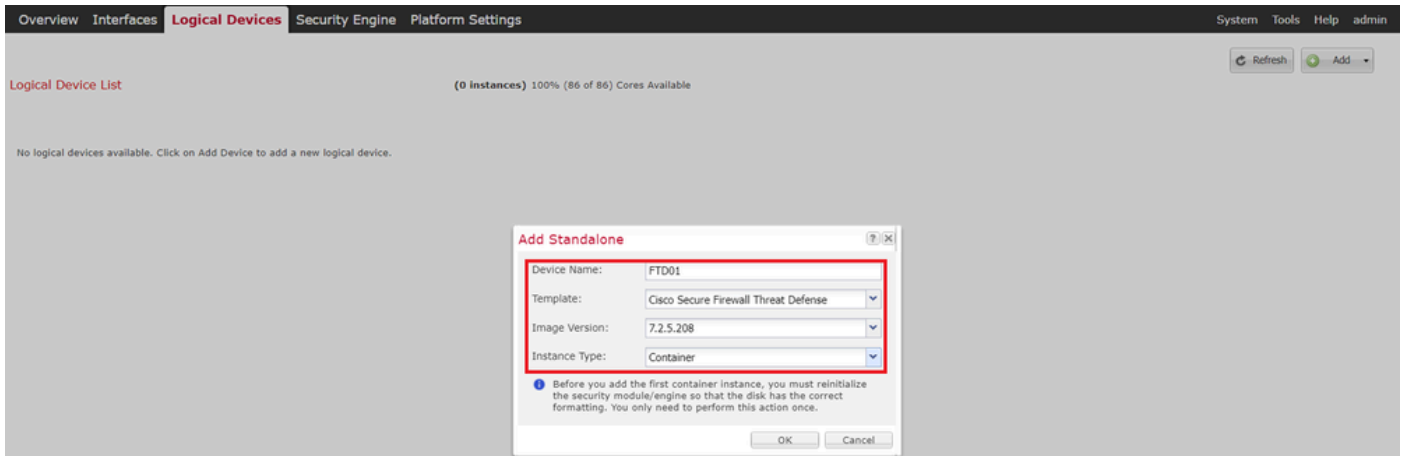 Overview Interfaces Logical Devices Security Engine Platform Settings System Tools Help admin
Refresh Add
Logical Device List (0 instances) 100% (86 of 86) Cores Available
No logical devices available. Click on Add Device to add a new logical device.
Add Standalone ?
Device Name: FTD01
Template: Cisco Secure Firewall Threat Defense
Image Version: 7.2.5.208
Instance Type: Container
Before you add the first container instance, you must reinitialize
the security module/engine so that the disk has the correct
formatting. You only need to perform this action once.
OK Cancel